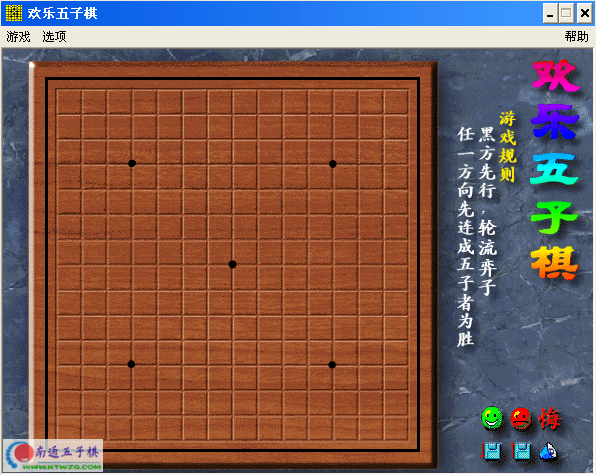 欢乐五子棋
游戏 选项 帮助
欢乐五子棋
游戏规则
黑方先行，轮流弈子
任一方向先连成五子者为胜
悔
南通五子棋
www.NTWZQ.com